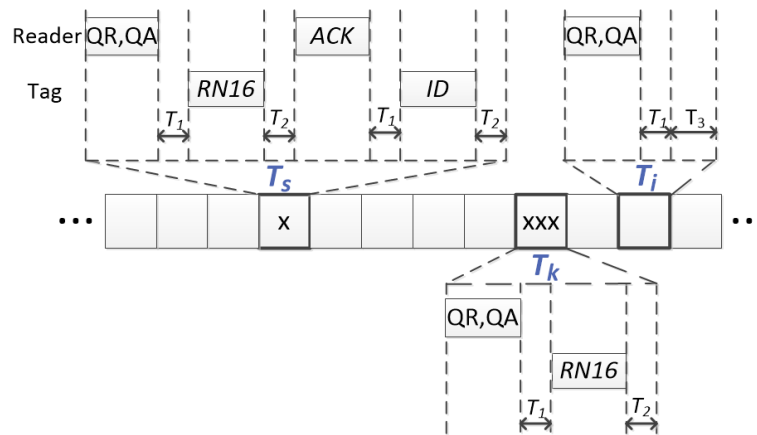 Reader QR,QA ACK QR,QA
Tag RN16 ID
T1 T2 T1 T2 T1 T3
Ts Ti
... x xxx ..
Tk
QR,QA
RN16
T1 T2